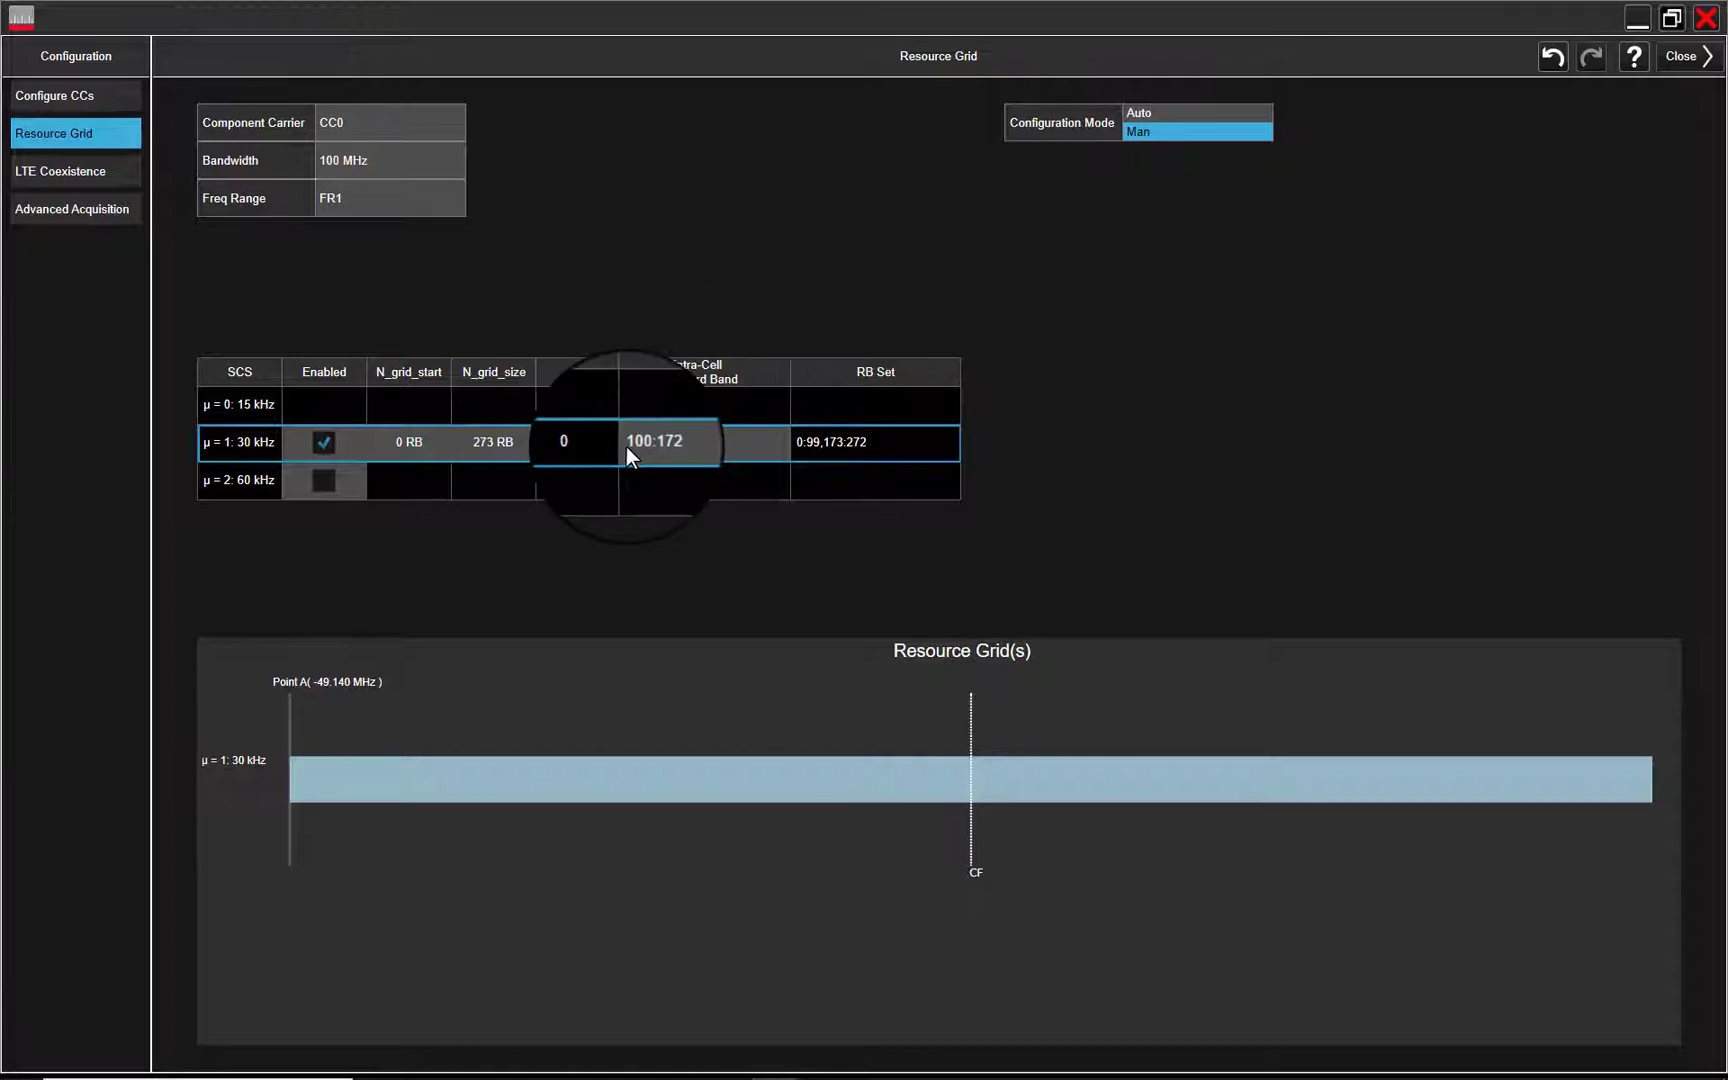 Configuration
Resource Grid
?
Close
Configure CCs
Resource Grid
LTE Coexistence
Advanced Acquisition
Component Carrier CC0
Bandwidth 100 MHz
Freq Range FR1
Configuration Mode
Auto
Man
SCS Enabled N_grid_start N_grid_size RB Set
μ = 0: 15 kHz
μ = 1: 30 kHz 0 RB 273 RB 0 100:172 0:99,173:272
μ = 2: 60 kHz
Resource Grid(s)
Point A( -49.140 MHz )
μ = 1: 30 kHz
CF